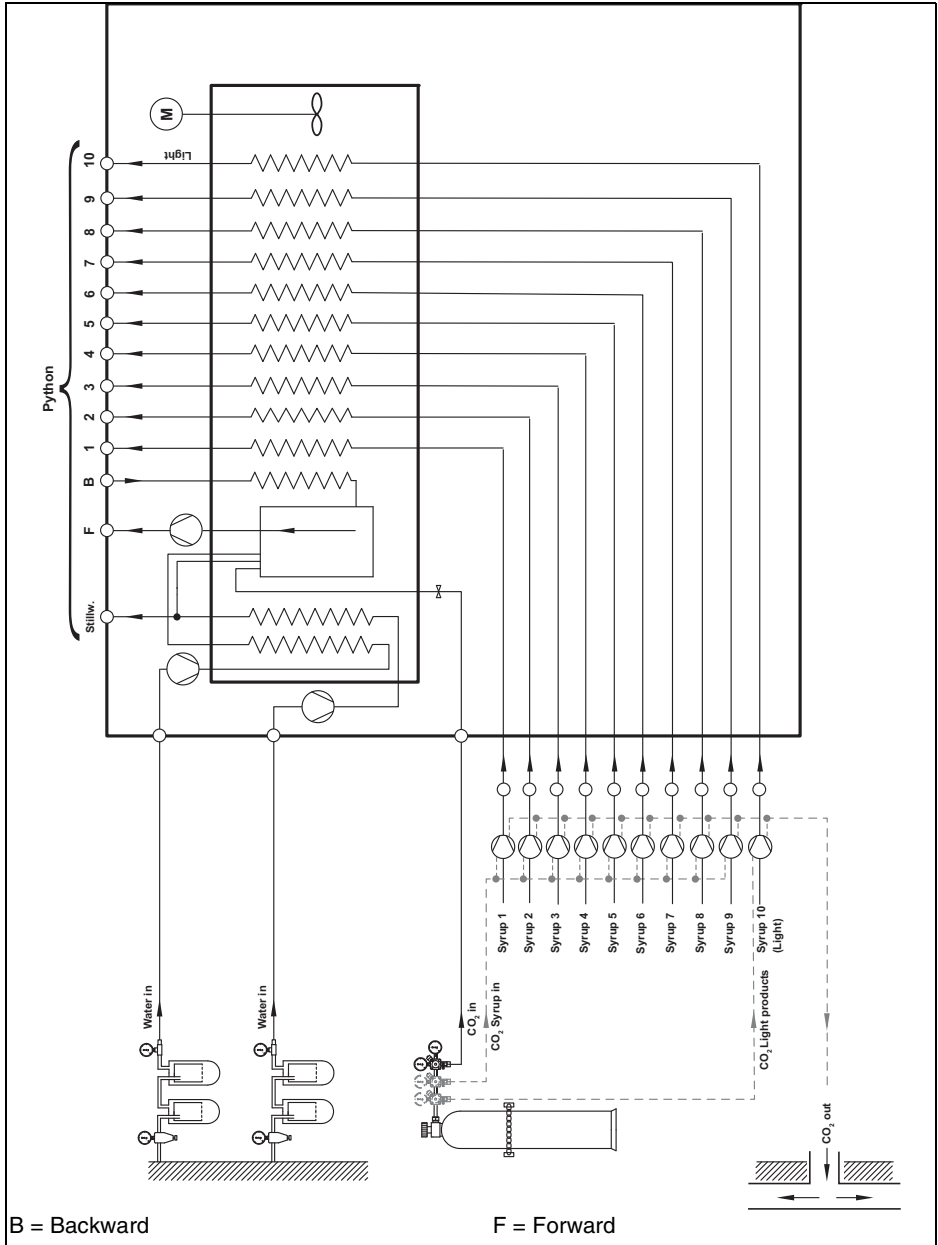 Python
Stillw.
F
B
1
2
3
4
5
6
7
8
9
10
Light
M
Water in
Water in
CO₂ in
CO₂ Syrup in
CO₂ Light products
Syrup 1
Syrup 2
Syrup 3
Syrup 4
Syrup 5
Syrup 6
Syrup 7
Syrup 8
Syrup 9
Syrup 10
(Light)
CO₂ out
B = Backward
F = Forward